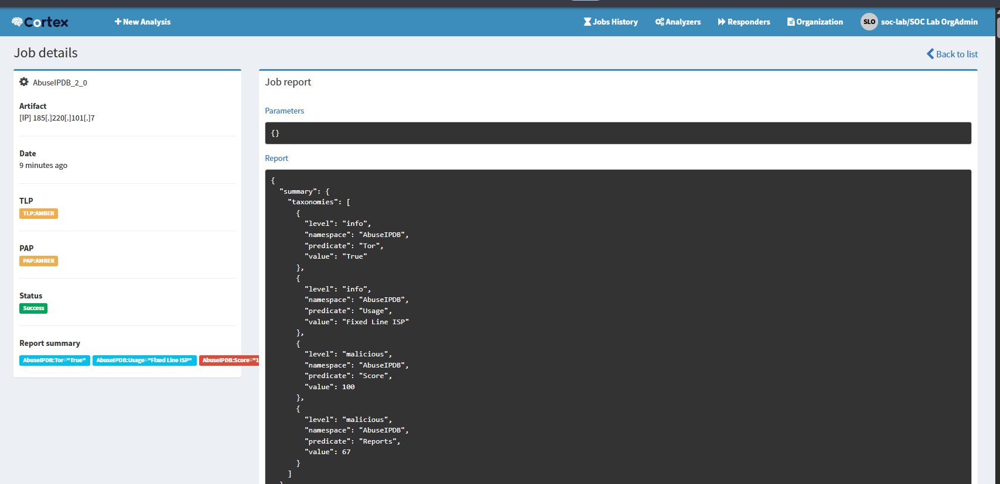 Cortex
New Analysis
Jobs History
Analyzers
Responders
Organization
SLO
soc-lab/SOC Lab OrgAdmin
Job details
Back to list
AbuseIPDB_2_0
Artifact
[IP] 185[.]220[.]101[.]7
Date
9 minutes ago
TLP
TLP:AMBER
PAP
PAP:AMBER
Status
Success
Report summary
AbuseIPDB:Tor="True" AbuseIPDB:Usage="Fixed Line ISP" AbuseIPDB:Score="1
Job report
Parameters
{}
Report
{
"summary": {
"taxonomies": [
{
"level": "info",
"namespace": "AbuseIPDB",
"predicate": "Tor",
"value": "True"
},
{
"level": "info",
"namespace": "AbuseIPDB",
"predicate": "Usage",
"value": "Fixed Line ISP"
},
{
"level": "malicious",
"namespace": "AbuseIPDB",
"predicate": "Score",
"value": 100
},
{
"level": "malicious",
"namespace": "AbuseIPDB",
"predicate": "Reports",
"value": 67
}
]